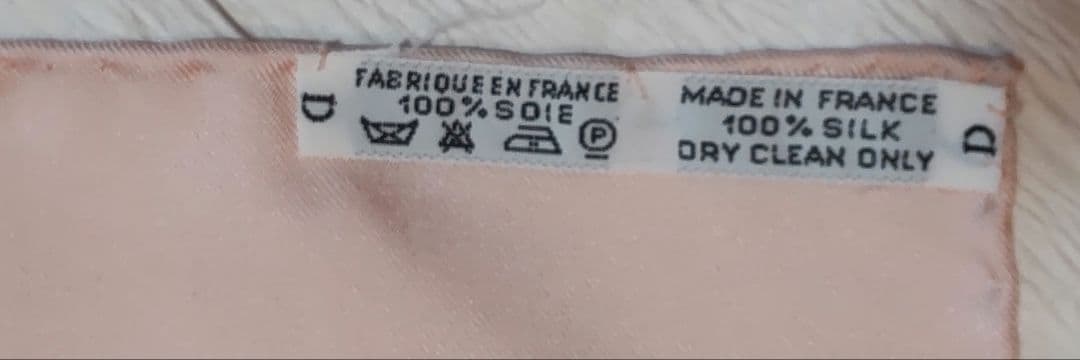 D
FABRIQUE EN FRANCE
100% SOIE
P
MADE IN FRANCE
100% SILK
DRY CLEAN ONLY
D